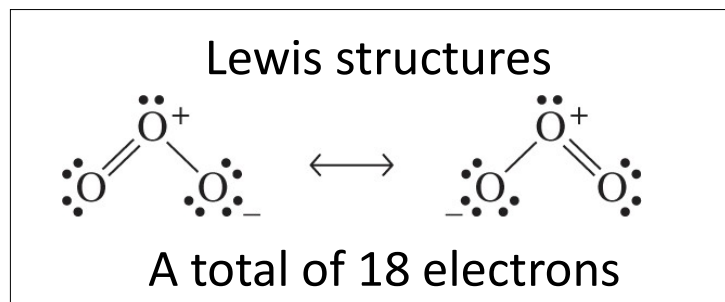 Lewis structures
O+ O+
O O− −O O
A total of 18 electrons